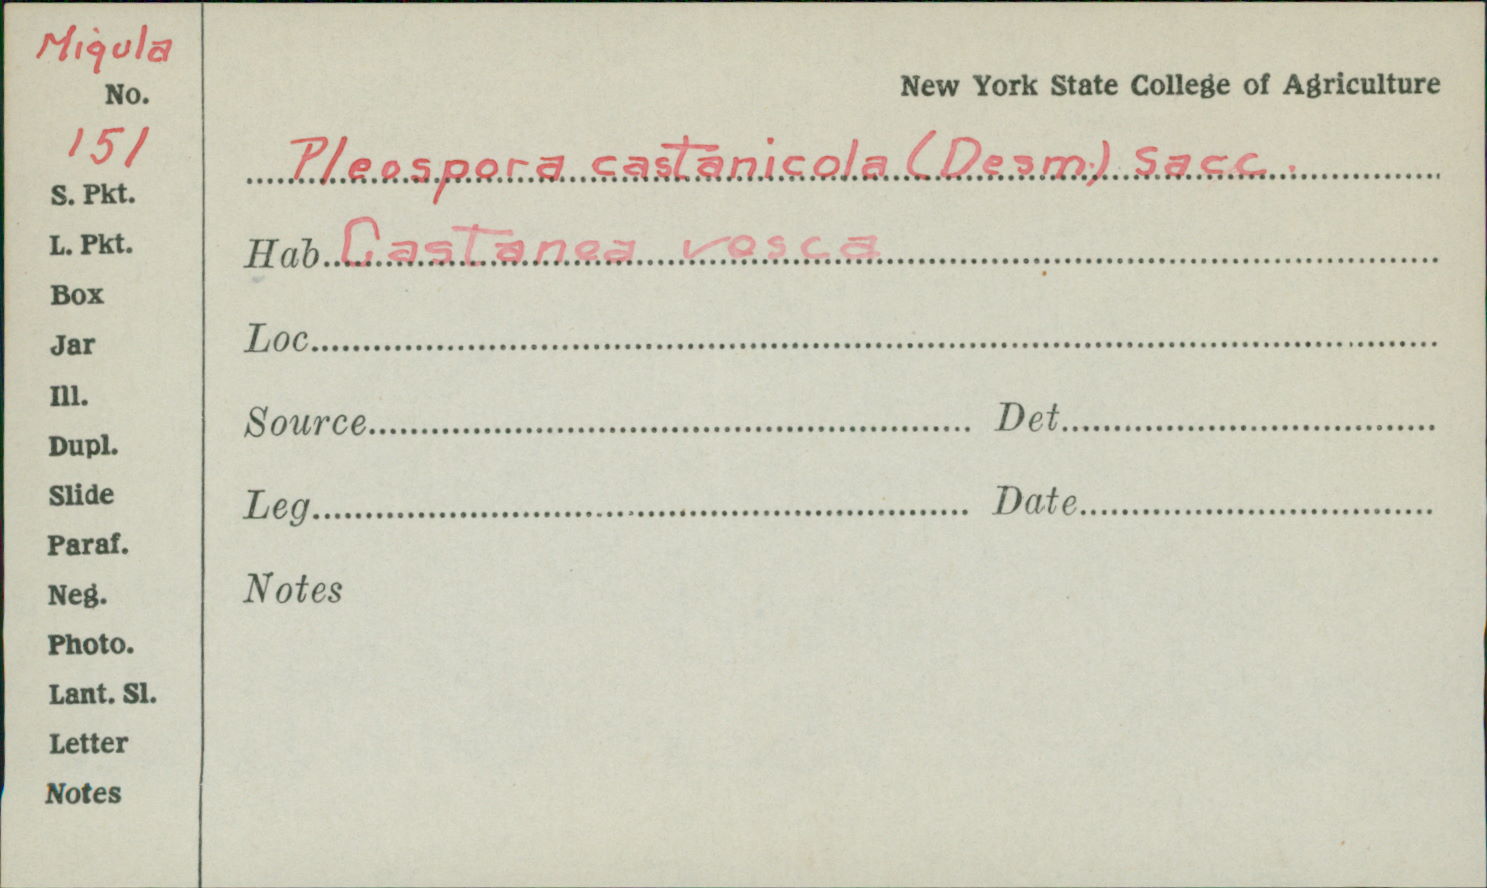 Migula
No.
151
S. Pkt.
L. Pkt.
Box
Jar
Ill.
Dupl.
Slide
Paraf.
Neg.
Photo.
Lant. Sl.
Letter
Notes
New York State College of Agriculture
Pleospora castanicola (Desm.) Sacc.
Hab. Castanea vesca
Loc.
Source
Det.
Leg.
Date
Notes